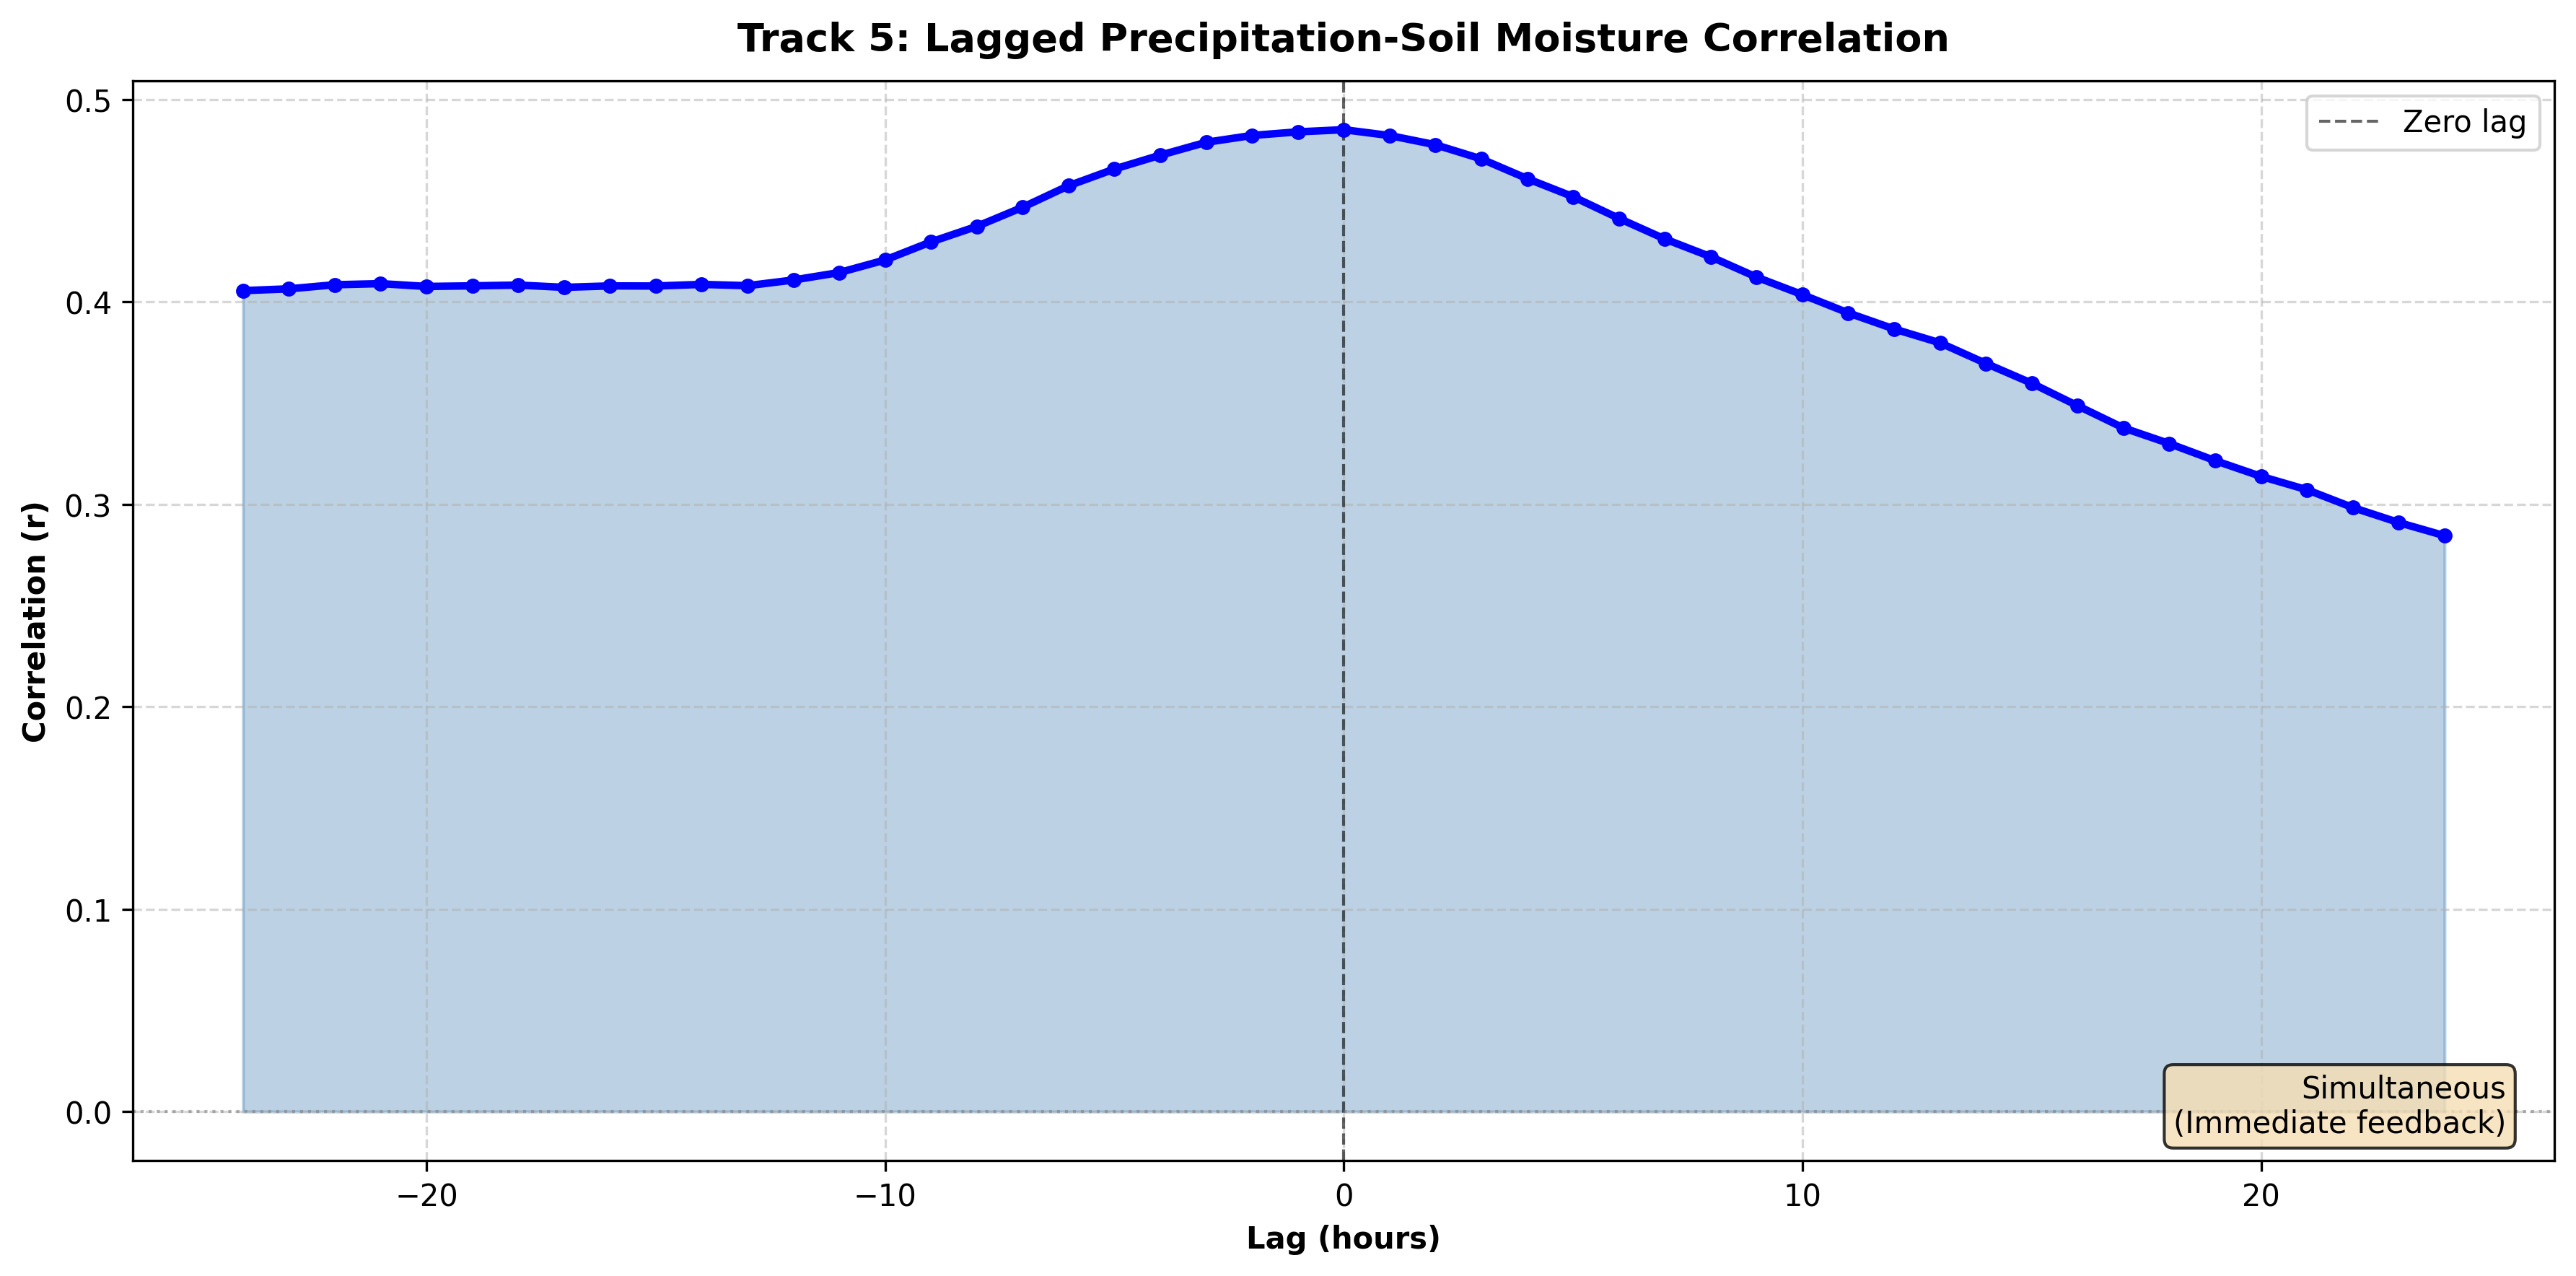 Track 5: Lagged Precipitation-Soil Moisture Correlation
Zero lag
Correlation (r)
0.5
0.4
0.3
0.2
0.1
0.0
Simultaneous
(Immediate feedback)
−20
−10
0
10
20
Lag (hours)